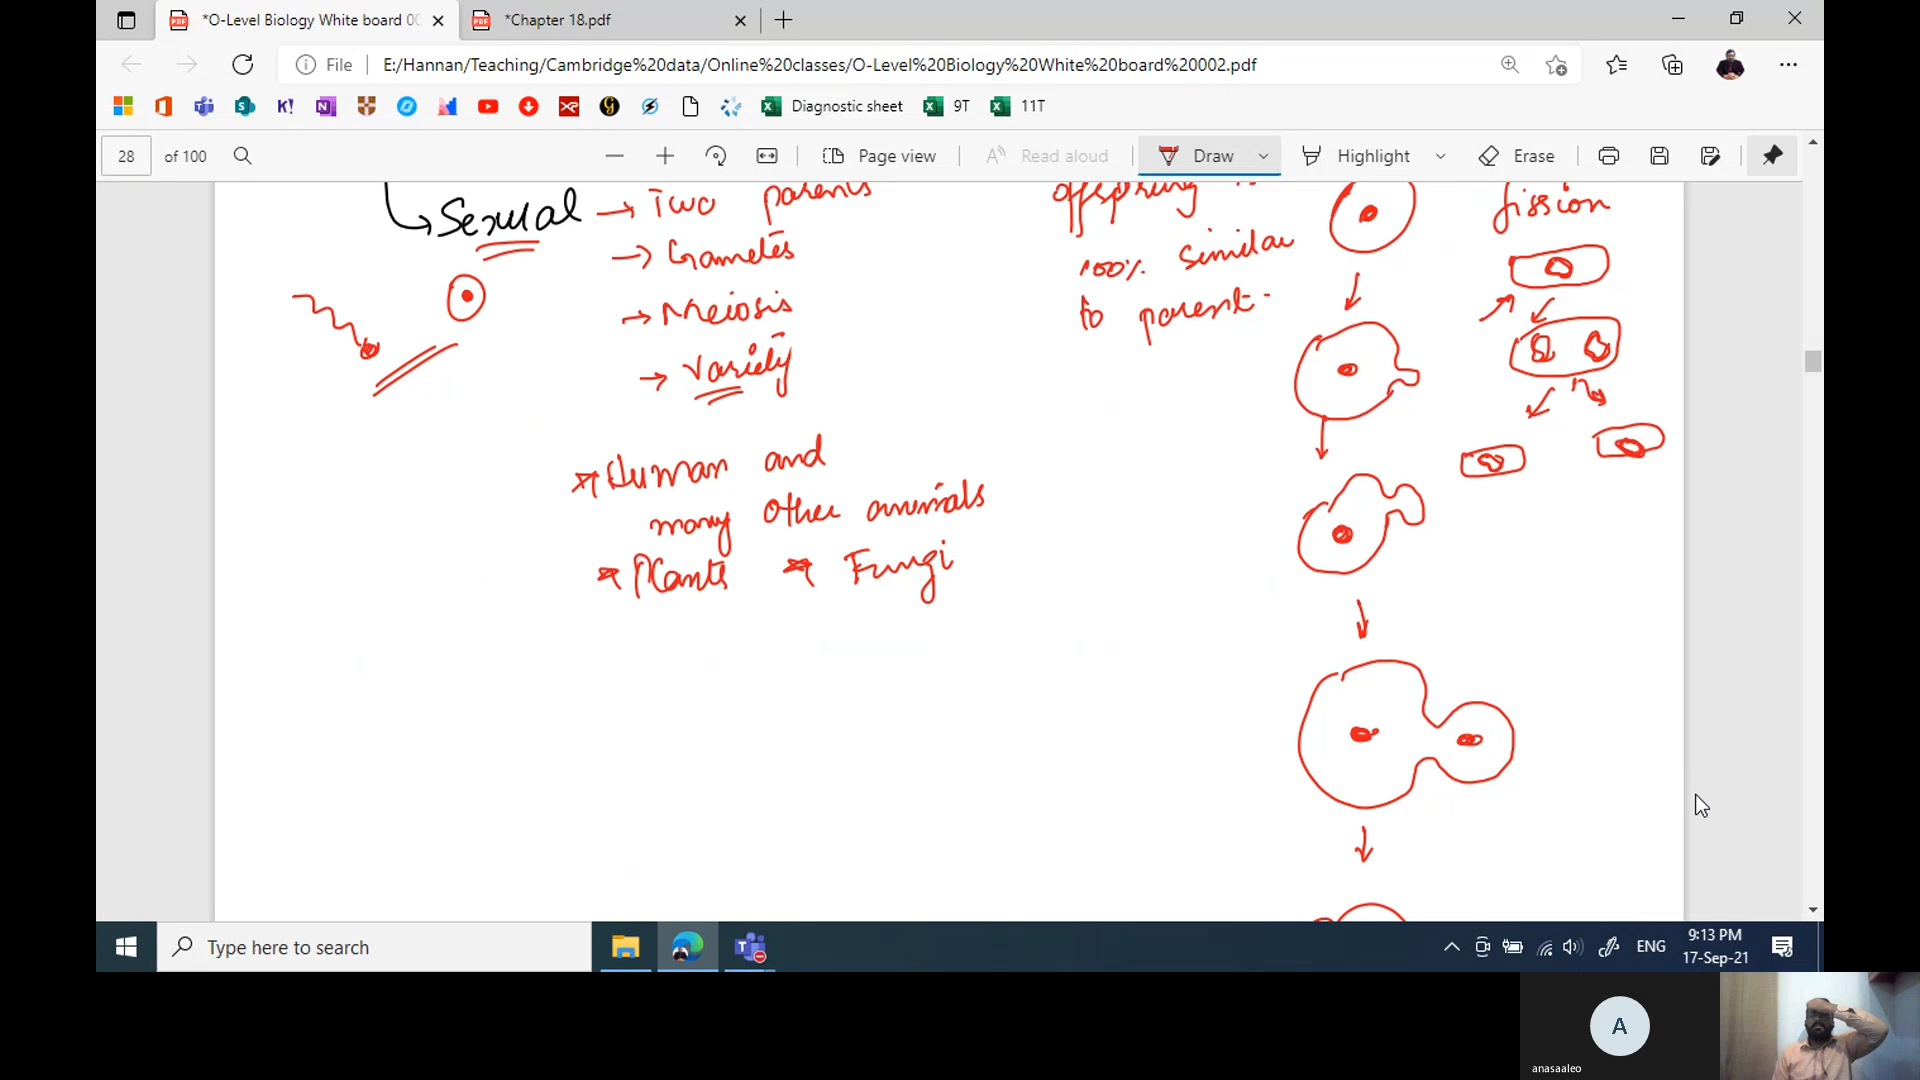 *O-Level Biology White board 00
*Chapter 18.pdf
File
E:/Hannan/Teaching/Cambridge%20data/Online%20classes/O-Level%20Biology%20White%20board%20002.pdf
Diagnostic sheet
9T
11T
28
of 100
Page view
Read aloud
Draw
Highlight
Erase
Sexual → Two parents
→ Gametes
→ Meiosis
→ Variety
* Human and
many other animals
* Plants * Fungi
offspring is
100% similar
to parent.
fission
Type here to search
ENG
9:13 PM
17-Sep-21
A
anasaaleo